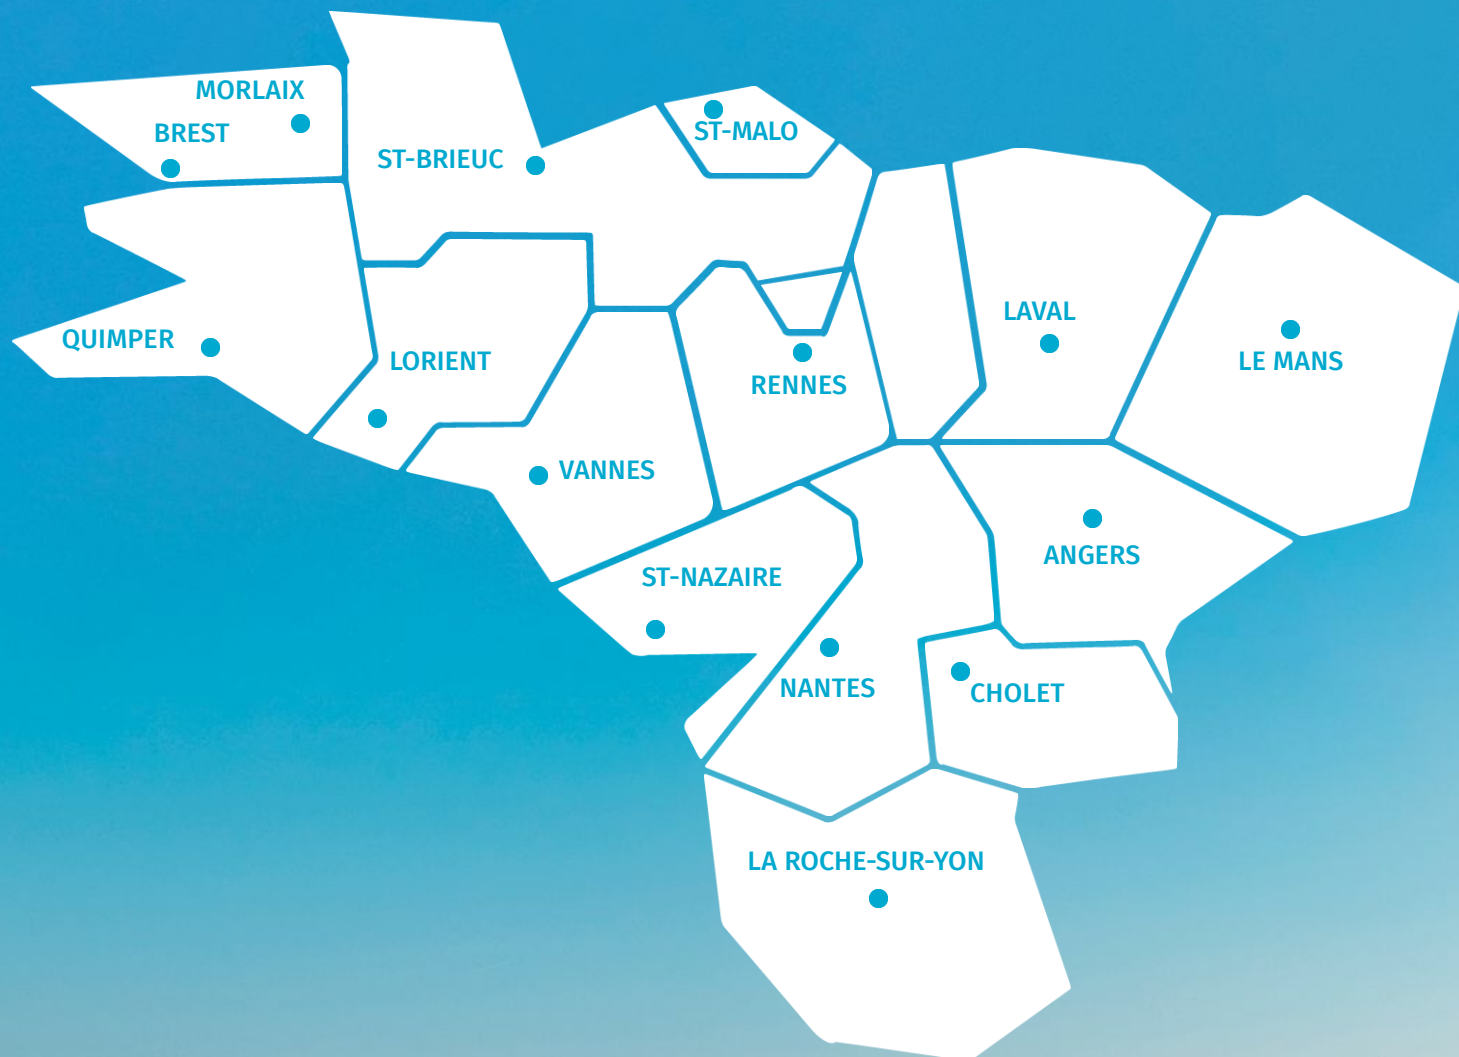 MORLAIX
BREST
ST-MALO
ST-BRIEUC
LAVAL
QUIMPER
LORIENT
LE MANS
RENNES
VANNES
ANGERS
ST-NAZAIRE
NANTES
CHOLET
LA ROCHE-SUR-YON